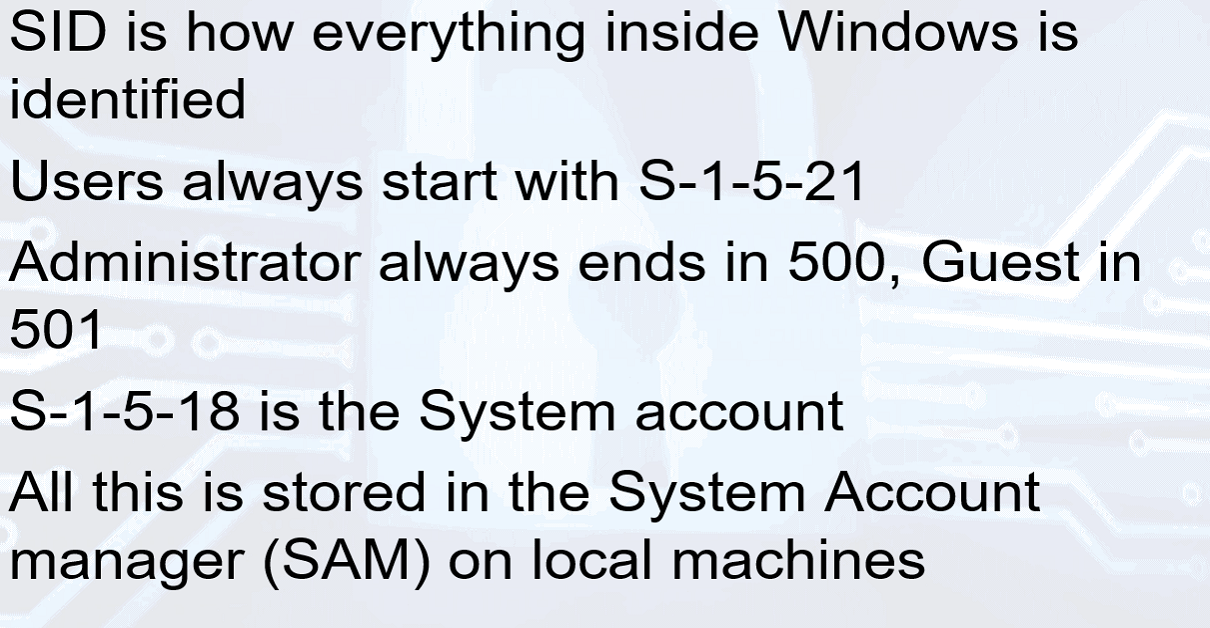 SID is how everything inside Windows is
identified
Users always start with S-1-5-21
Administrator always ends in 500, Guest in
501
S-1-5-18 is the System account
All this is stored in the System Account
manager (SAM) on local machines